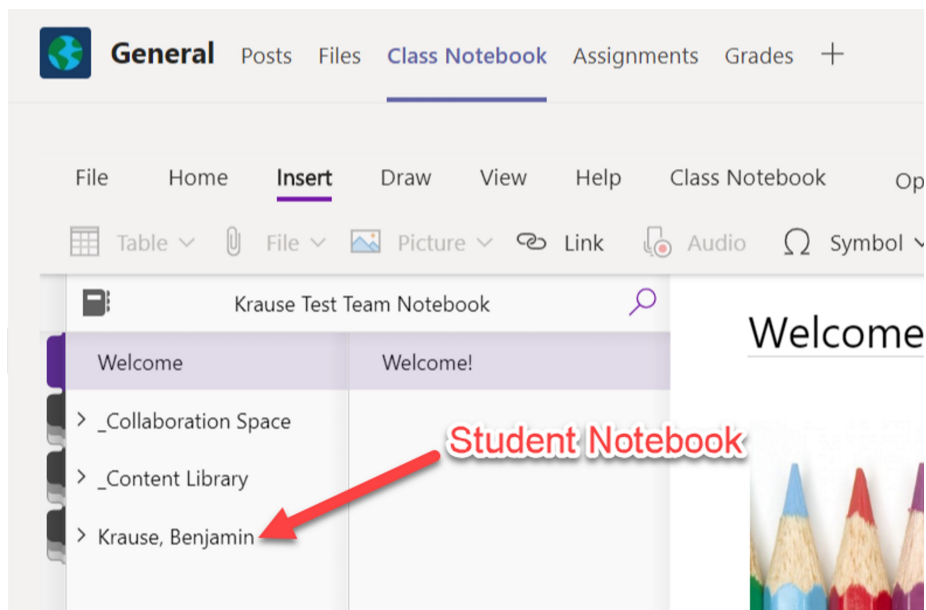 General Posts Files Class Notebook Assignments Grades
File Home Insert Draw View Help Class Notebook Op
Table File Picture Link Audio Symbol
Krause Test Team Notebook
Welcome
Welcome Welcome!
_Collaboration Space
Student Notebook
_Content Library
Krause, Benjamin